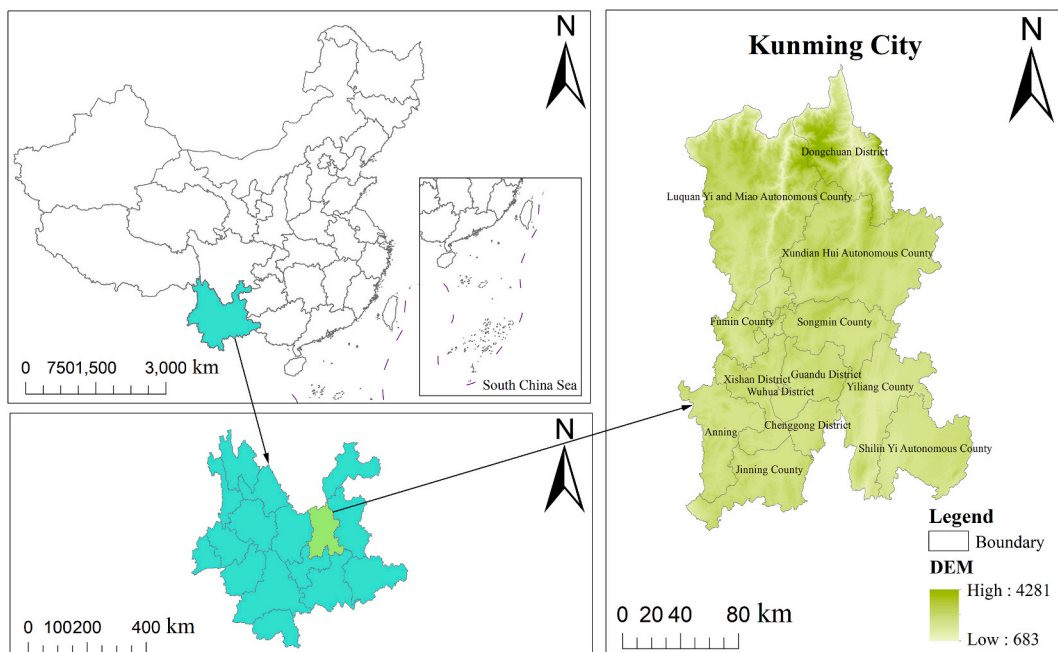 N
0 7501,500 3,000 km
South China Sea
N
0 100200 400 km
Kunming City
N
Dongchuan District
Luquan Yi and Miao Autonomous County
Xundian Hui Autonomous County
Fumin County
Songmin County
Guandu District
Xishan District
Yiliang County
Wuhua District
Chenggong District
Anning
Shilin Yi Autonomous County
Jinning County
Legend
Boundary
DEM
High : 4281
Low : 683
0 20 40 80 km